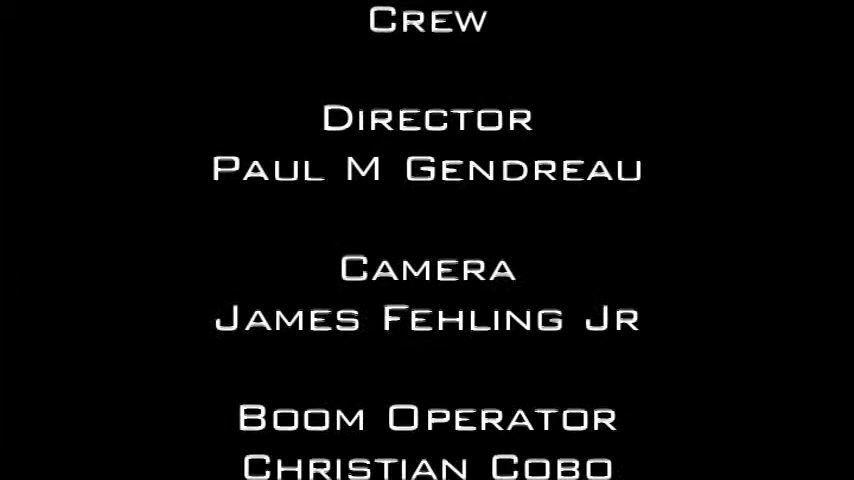 Crew
Director
Paul M Gendreau
Camera
James Fehling Jr
Boom Operator
Christian Cobo